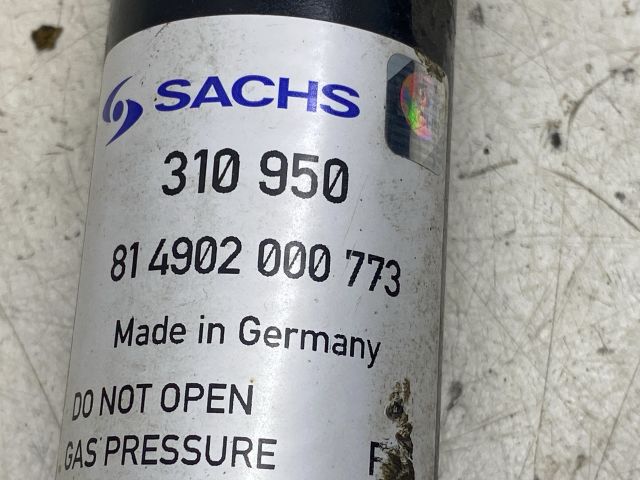 SACHS
310 950
81 4902 000 773
Made in Germany
DO NOT OPEN
GAS PRESSURE